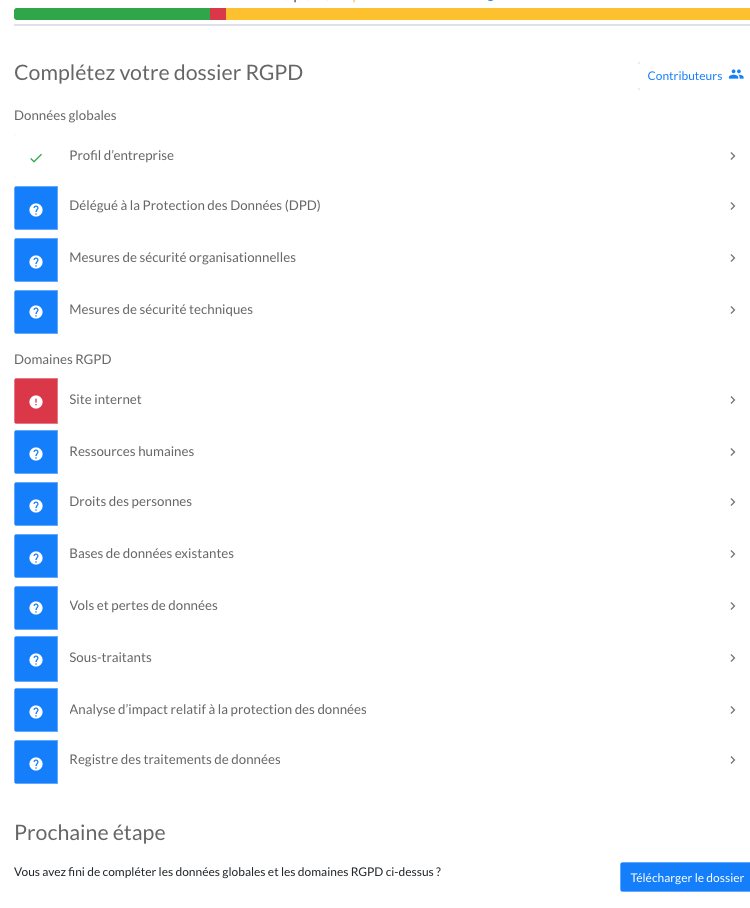 Complétez votre dossier RGPD
Contributeurs
Données globales
Profil d'entreprise
Délégué à la Protection des Données (DPD)
Mesures de sécurité organisationnelles
Mesures de sécurité techniques
Domaines RGPD
Site internet
Ressources humaines
Droits des personnes
Bases de données existantes
Vols et pertes de données
Sous-traitants
Analyse d'impact relatif à la protection des données
Registre des traitements de données
Prochaine étape
Vous avez fini de compléter les données globales et les domaines RGPD ci-dessus ?
Télécharger le dossier